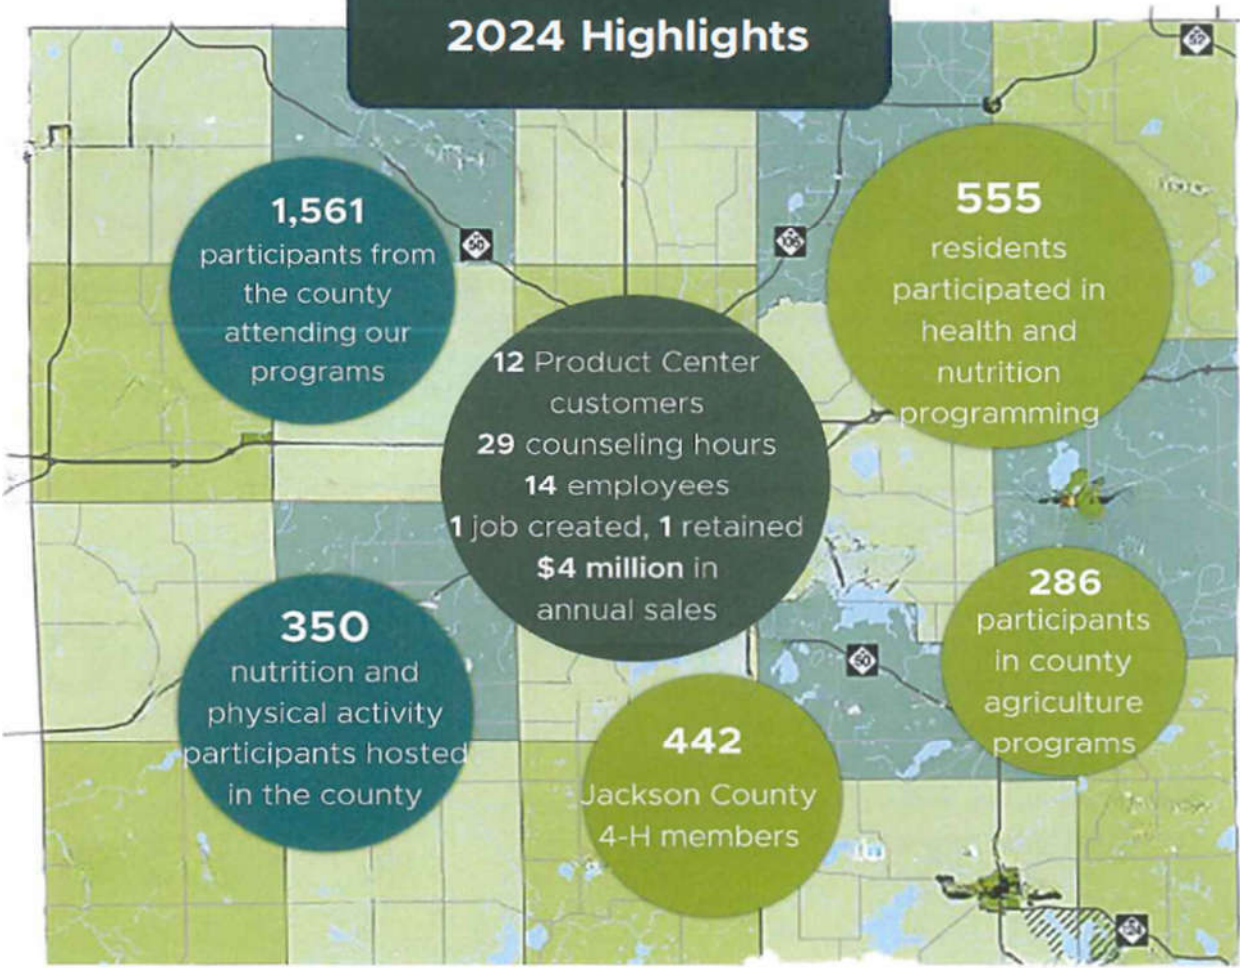 2024 Highlights
1,561
participants from
the county
attending our
programs
555
residents
participated in
health and
nutrition
programming
12 Product Center
customers
29 counseling hours
14 employees
1 job created, 1 retained
$4 million in
annual sales
350
nutrition and
physical activity
participants hosted
in the county
442
Jackson County
4-H members
286
participants
in county
agriculture
programs